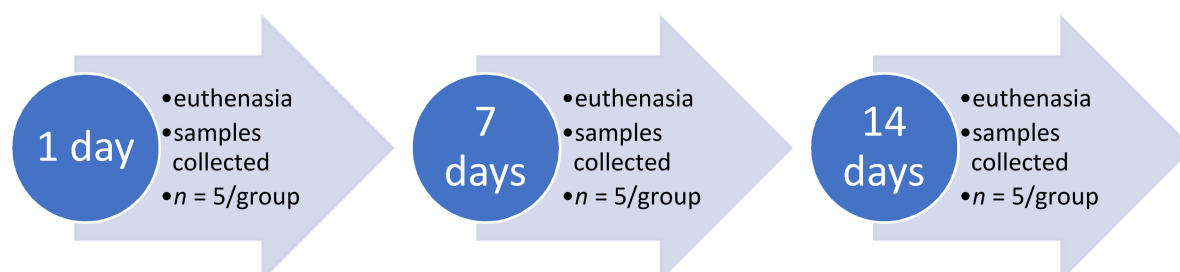 1 day
•euthenasia
•samples
collected
•n = 5/group
7
days
•euthenasia
•samples
collected
•n = 5/group
14
days
•euthenasia
•samples
collected
•n = 5/group